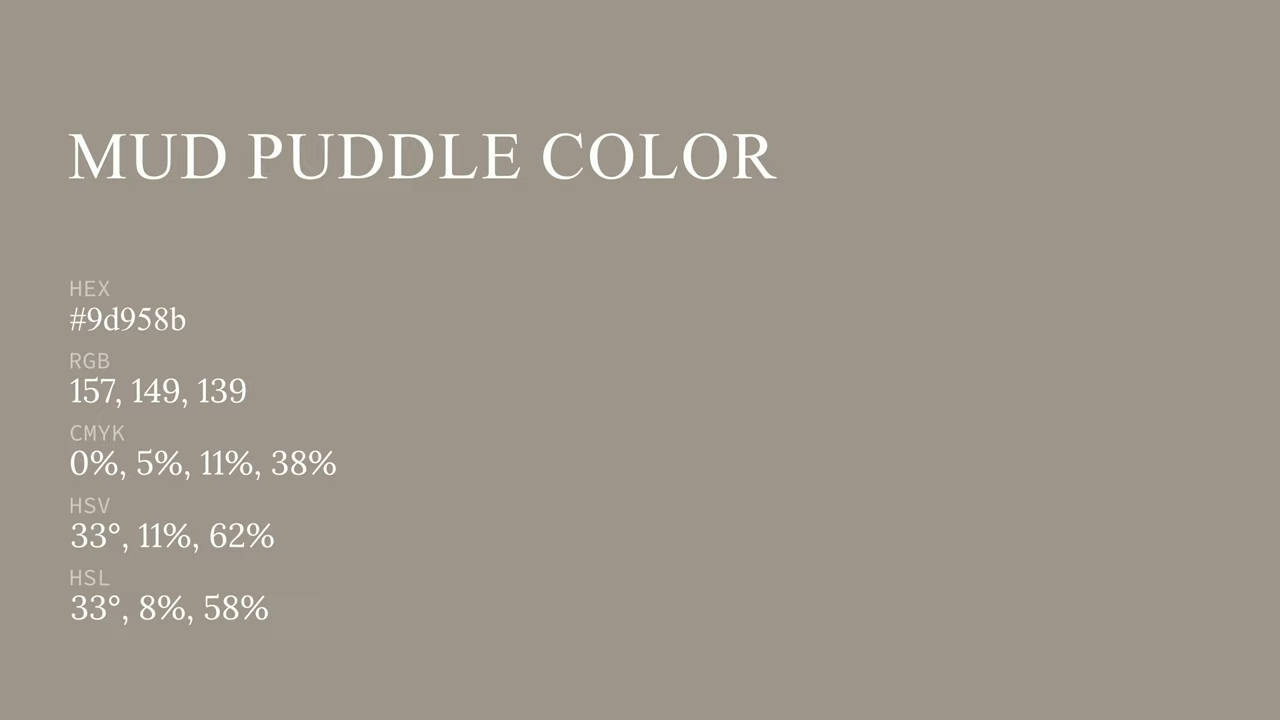 MUD PUDDLE COLOR
HEX
#9d958b
RGB
157, 149, 139
CMYK
0%, 5%, 11%, 38%
HSV
33°, 11%, 62%
HSL
33°, 8%, 58%